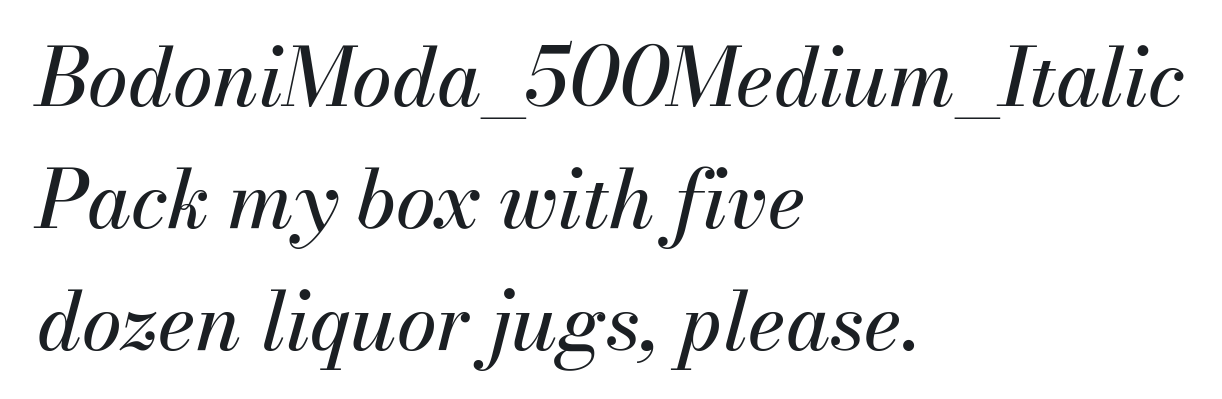 BodoniModa_500Medium_Italic
Pack my box with five
dozen liquor jugs, please.